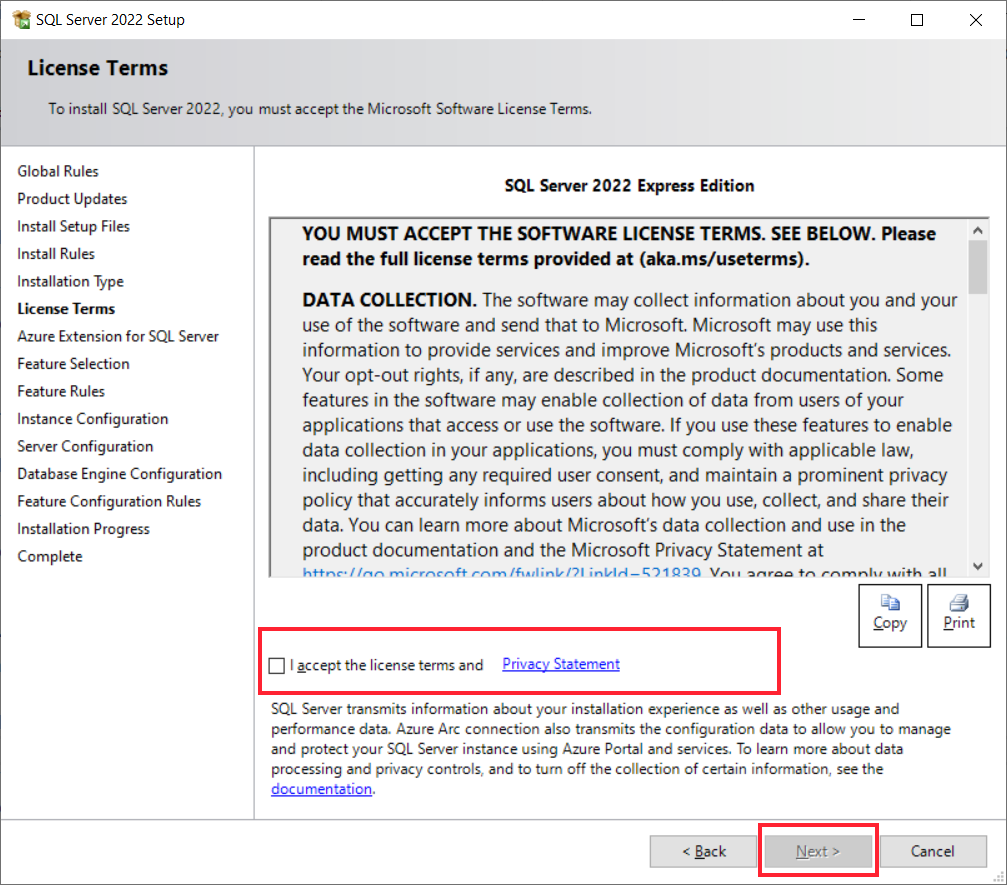 SQL Server 2022 Setup
License Terms
To install SQL Server 2022, you must accept the Microsoft Software License Terms.
Global Rules
Product Updates
Install Setup Files
Install Rules
Installation Type
License Terms
Azure Extension for SQL Server
Feature Selection
Feature Rules
Instance Configuration
Server Configuration
Database Engine Configuration
Feature Configuration Rules
Installation Progress
Complete
SQL Server 2022 Express Edition
YOU MUST ACCEPT THE SOFTWARE LICENSE TERMS. SEE BELOW. Please
read the full license terms provided at (aka.ms/useterms).
DATA COLLECTION. The software may collect information about you and your
use of the software and send that to Microsoft. Microsoft may use this
information to provide services and improve Microsoft's products and services.
Your opt-out rights, if any, are described in the product documentation. Some
features in the software may enable collection of data from users of your
applications that access or use the software. If you use these features to enable
data collection in your applications, you must comply with applicable law,
including getting any required user consent, and maintain a prominent privacy
policy that accurately informs users about how you use, collect, and share their
data. You can learn more about Microsoft's data collection and use in the
product documentation and the Microsoft Privacy Statement at
https://go.microsoft.com/fwlink/?LinkId=521839. You agree to comply with all
Copy
Print
I accept the license terms and Privacy Statement
SQL Server transmits information about your installation experience as well as other usage and
performance data. Azure Arc connection also transmits the configuration data to allow you to manage
and protect your SQL Server instance using Azure Portal and services. To learn more about data
processing and privacy controls, and to turn off the collection of certain information, see the
documentation.
< Back
Next >
Cancel